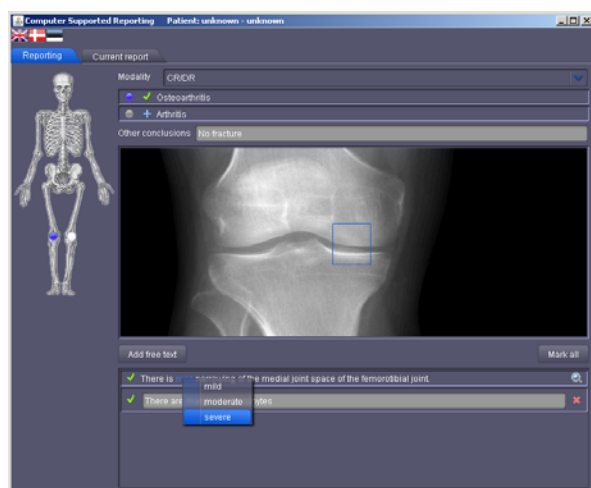 Computer Supported Reporting Patient: unknown - unknown
Reporting Current report
Modality CR/DR
Osteoarthritis
Arthritis
Other conclusions No fracture
Add free text Mark all
There is narrowing of the medial joint space of the femorotibial joint.
mild
There are moderate
severe